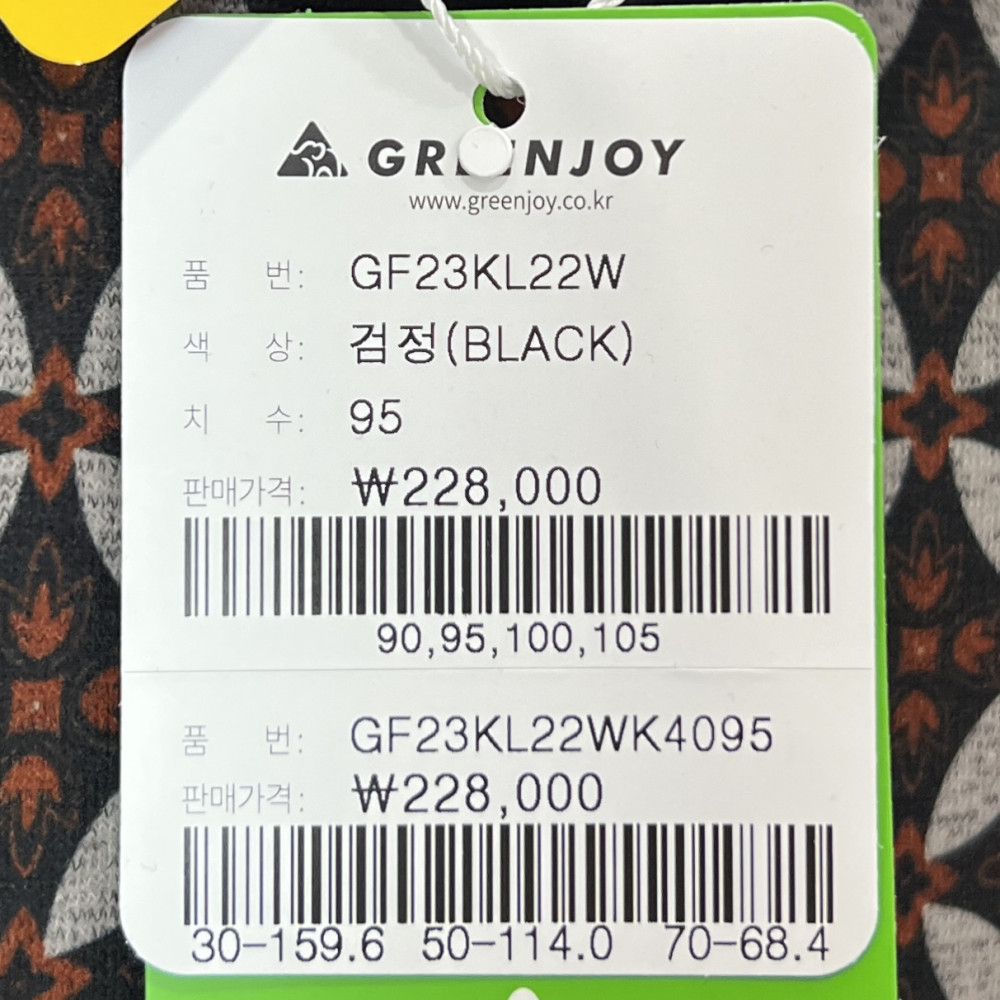 GREENJOY
www.greenjoy.co.kr
품 번: GF23KL22W
색 상: 검정(BLACK)
치 수: 95
판매가격: ₩228,000
90,95,100,105
품 번: GF23KL22WK4095
판매가격: ₩228,000
30-159.6 50-114.0 70-68.4